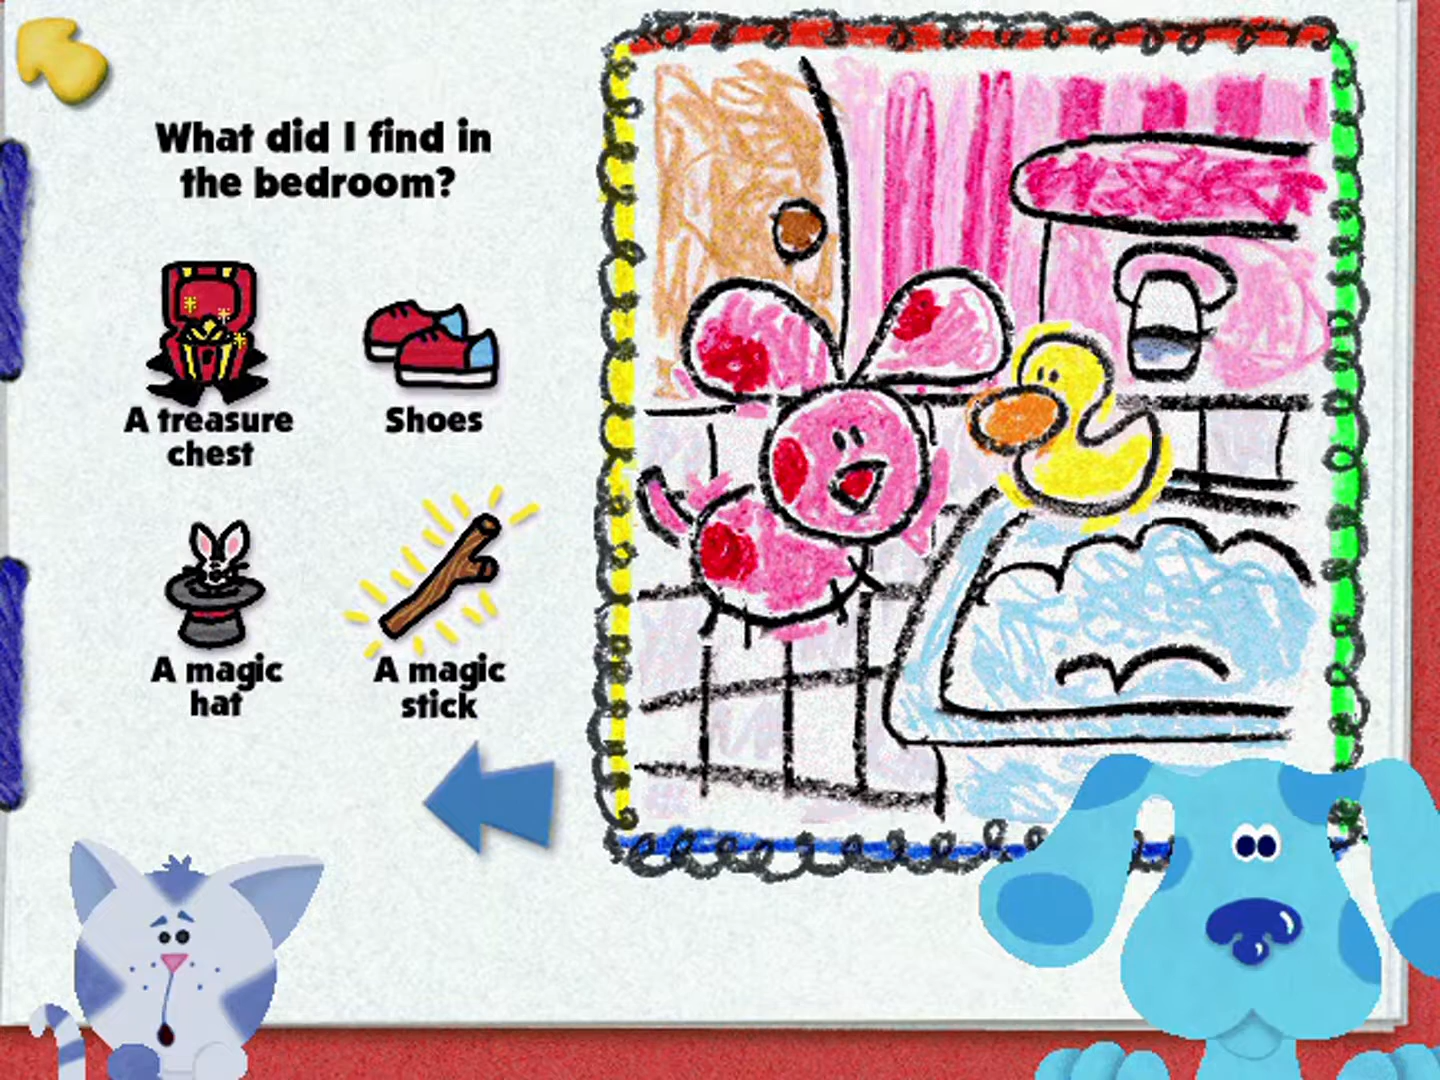 What did I find in
the bedroom?
A treasure
chest
Shoes
A magic
hat
A magic
stick